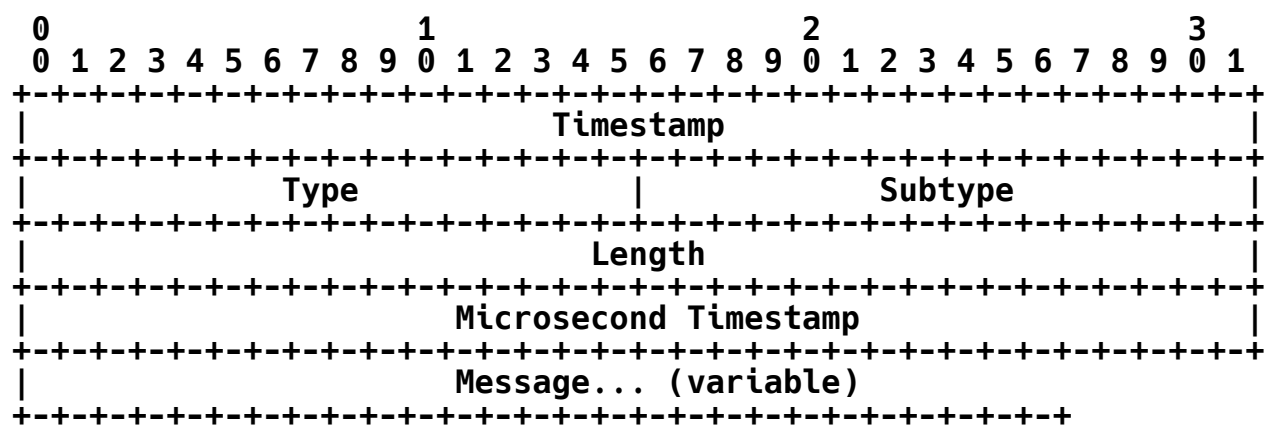 0                   1                   2                   3
 0 1 2 3 4 5 6 7 8 9 0 1 2 3 4 5 6 7 8 9 0 1 2 3 4 5 6 7 8 9 0 1
+-+-+-+-+-+-+-+-+-+-+-+-+-+-+-+-+-+-+-+-+-+-+-+-+-+-+-+-+-+-+-+-+
|                           Timestamp                           |
+-+-+-+-+-+-+-+-+-+-+-+-+-+-+-+-+-+-+-+-+-+-+-+-+-+-+-+-+-+-+-+-+
|             Type              |            Subtype            |
+-+-+-+-+-+-+-+-+-+-+-+-+-+-+-+-+-+-+-+-+-+-+-+-+-+-+-+-+-+-+-+-+
|                             Length                            |
+-+-+-+-+-+-+-+-+-+-+-+-+-+-+-+-+-+-+-+-+-+-+-+-+-+-+-+-+-+-+-+-+
|                      Microsecond Timestamp                    |
+-+-+-+-+-+-+-+-+-+-+-+-+-+-+-+-+-+-+-+-+-+-+-+-+-+-+-+-+-+-+-+-+
|                      Message... (variable)
+-+-+-+-+-+-+-+-+-+-+-+-+-+-+-+-+-+-+-+-+-+-+-+-+-+-+-+